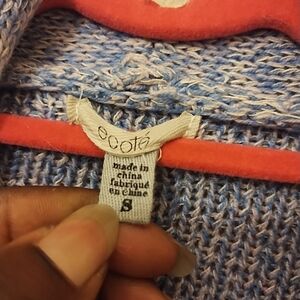 ecoté
made in
china
fabriqué
en chine
S